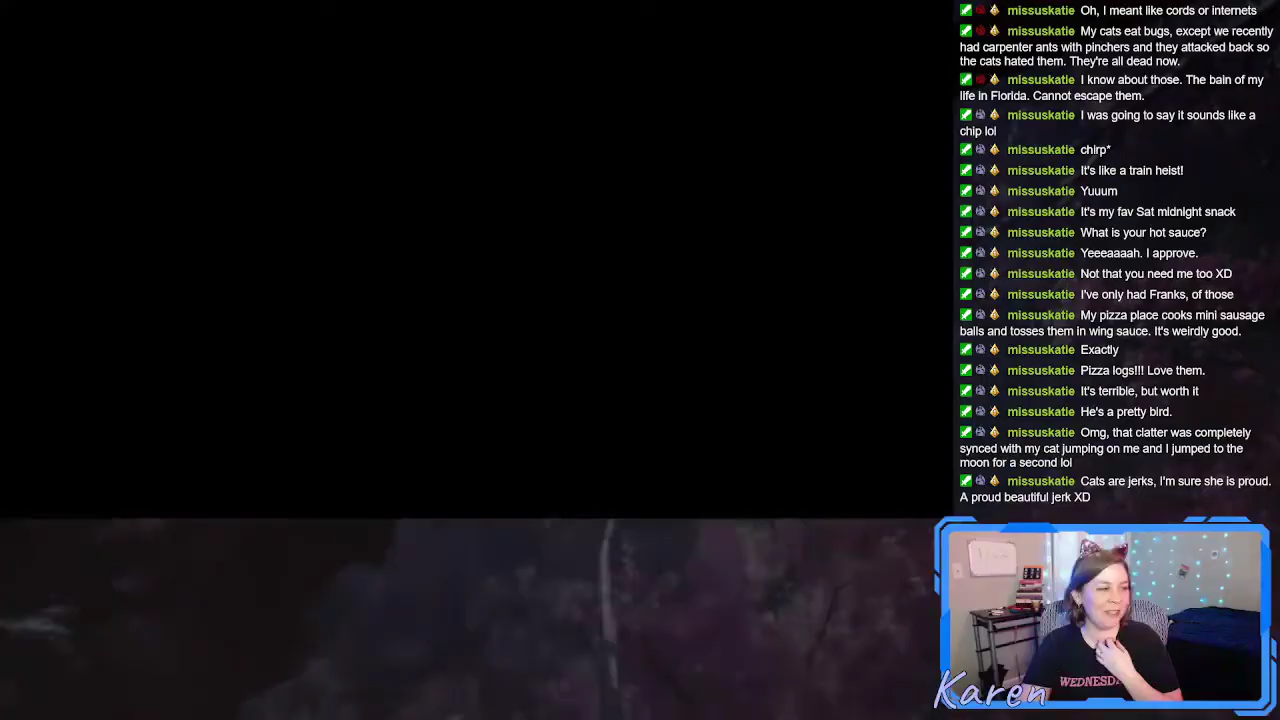 missuskatie Oh, I meant like cords or internets
missuskatie My cats eat bugs, except we recently
had carpenter ants with pinchers and they attacked back so
the cats hated them. They're all dead now.
missuskatie I know about those. The bain of my
life in Florida. Cannot escape them.
missuskatie I was going to say it sounds like a
chip lol
missuskatie chirp*
missuskatie It's like a train heist!
missuskatie Yuuum
missuskatie It's my fav Sat midnight snack
missuskatie What is your hot sauce?
missuskatie Yeeeaaaah. I approve.
missuskatie Not that you need me too XD
missuskatie I've only had Franks, of those
missuskatie My pizza place cooks mini sausage
balls and tosses them in wing sauce. It's weirdly good.
missuskatie Exactly
missuskatie Pizza logs!!! Love them.
missuskatie It's terrible, but worth it
missuskatie He's a pretty bird.
missuskatie Omg, that clatter was completely
synced with my cat jumping on me and I jumped to the
moon for a second lol
missuskatie Cats are jerks, I'm sure she is proud.
A proud beautiful jerk XD
WEDNESD
Karen